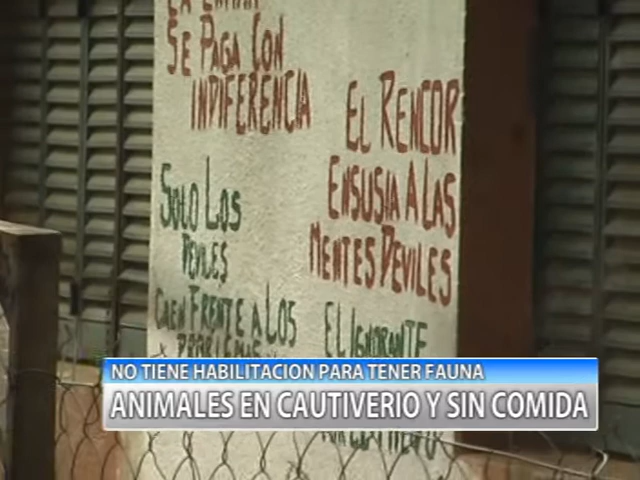 SE PAGA CON
INDIFERENCIA
EL RENCOR
ENSUSIA A LAS
MENTES DEVILES
SOLO LOS
DEVILES
CAEN FRENTE A LOS
PROBLEMAS
EL IGNORANTE
NO TIENE HABILITACION PARA TENER FAUNA
ANIMALES EN CAUTIVERIO Y SIN COMIDA